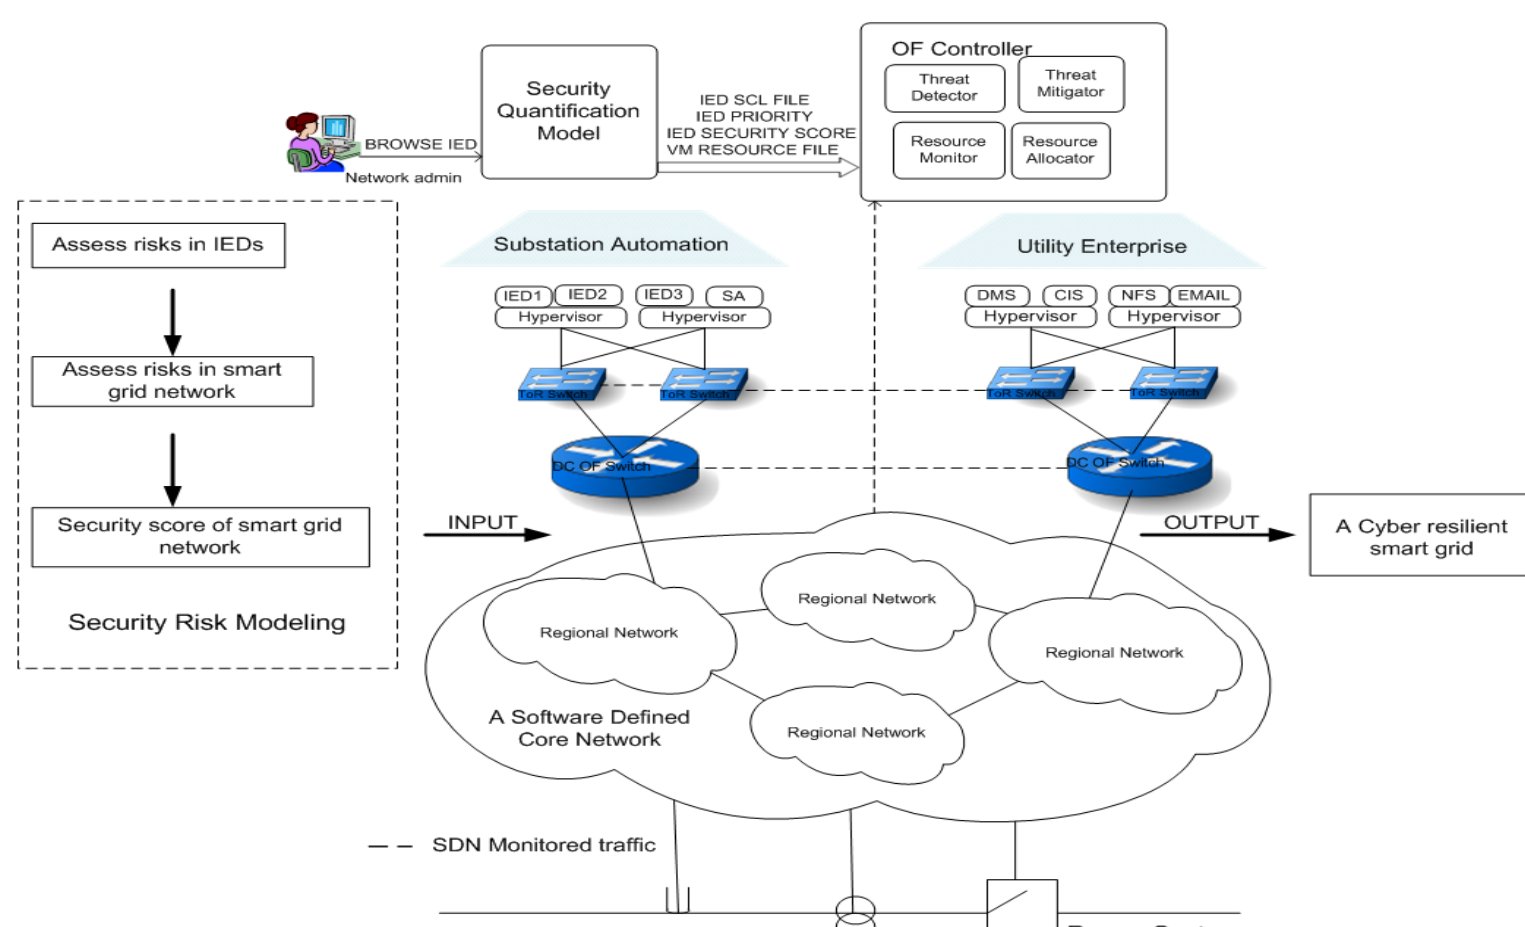 OF Controller
Threat
Detector
Threat
Mitigator
Resource
Monitor
Resource
Allocator
Security
Quantification
Model
IED SCL FILE
IED PRIORITY
IED SECURITY SCORE
VM RESOURCE FILE
BROWSE IED
Network admin
Assess risks in IEDs
Assess risks in smart
grid network
Security score of smart grid
network
Security Risk Modeling
Substation Automation
Utility Enterprise
IED1
IED2
IED3
SA
DMS
CIS
NFS
EMAIL
Hypervisor
Hypervisor
Hypervisor
Hypervisor
ToR Switch
ToR Switch
ToR Switch
ToR Switch
DC OF Switch
DC OF Switch
INPUT
OUTPUT
A Cyber resilient
smart grid
Regional Network
Regional Network
Regional Network
Regional Network
A Software Defined
Core Network
SDN Monitored traffic